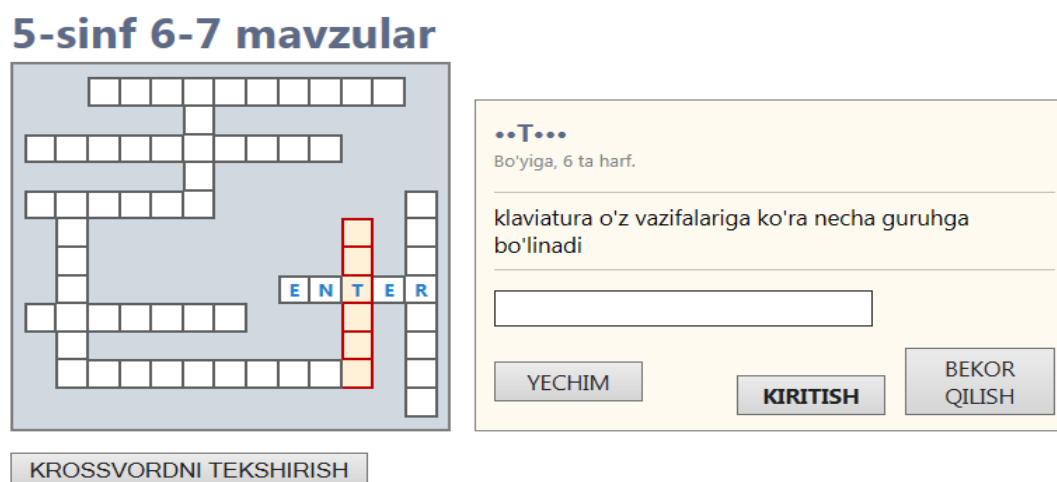 5-sinf 6-7 mavzular
••T•••
Bo'yiga, 6 ta harf.
klaviatura o'z vazifalariga ko'ra necha guruhga
bo'linadi
E N T E R
YECHIM
KIRITISH
BEKOR
QILISH
KROSSVORDNI TEKSHIRISH